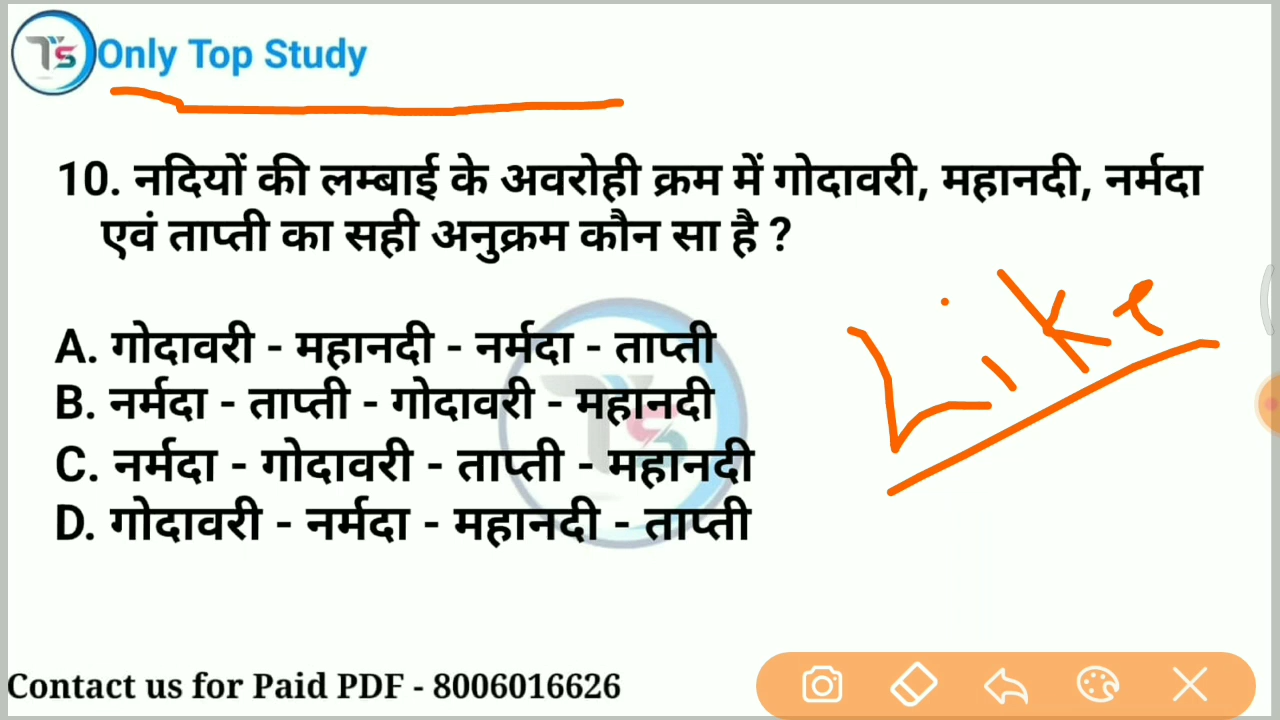 TS Only Top Study
10. नदियों की लम्बाई के अवरोही क्रम में गोदावरी, महानदी, नर्मदा
एवं ताप्ती का सही अनुक्रम कौन सा है ?
Like
A. गोदावरी - महानदी - नर्मदा - ताप्ती
B. नर्मदा - ताप्ती - गोदावरी - महानदी
C. नर्मदा - गोदावरी - ताप्ती - महानदी
D. गोदावरी - नर्मदा - महानदी - ताप्ती
TS
Contact us for Paid PDF - 8006016626